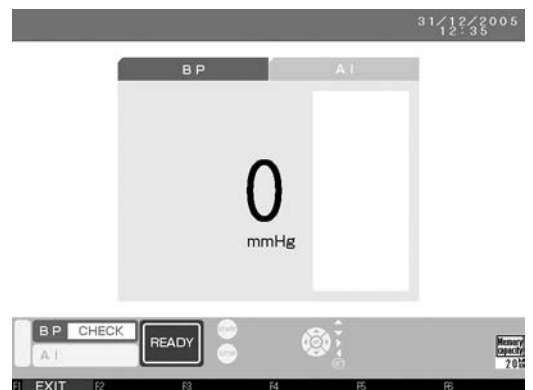 31/12/2005
12:35
BP AI
0
mmHg
BP CHECK
READY
START
STOP
AI
Memory
capacity
F1 EXIT F2 F3 F4 F5 F6